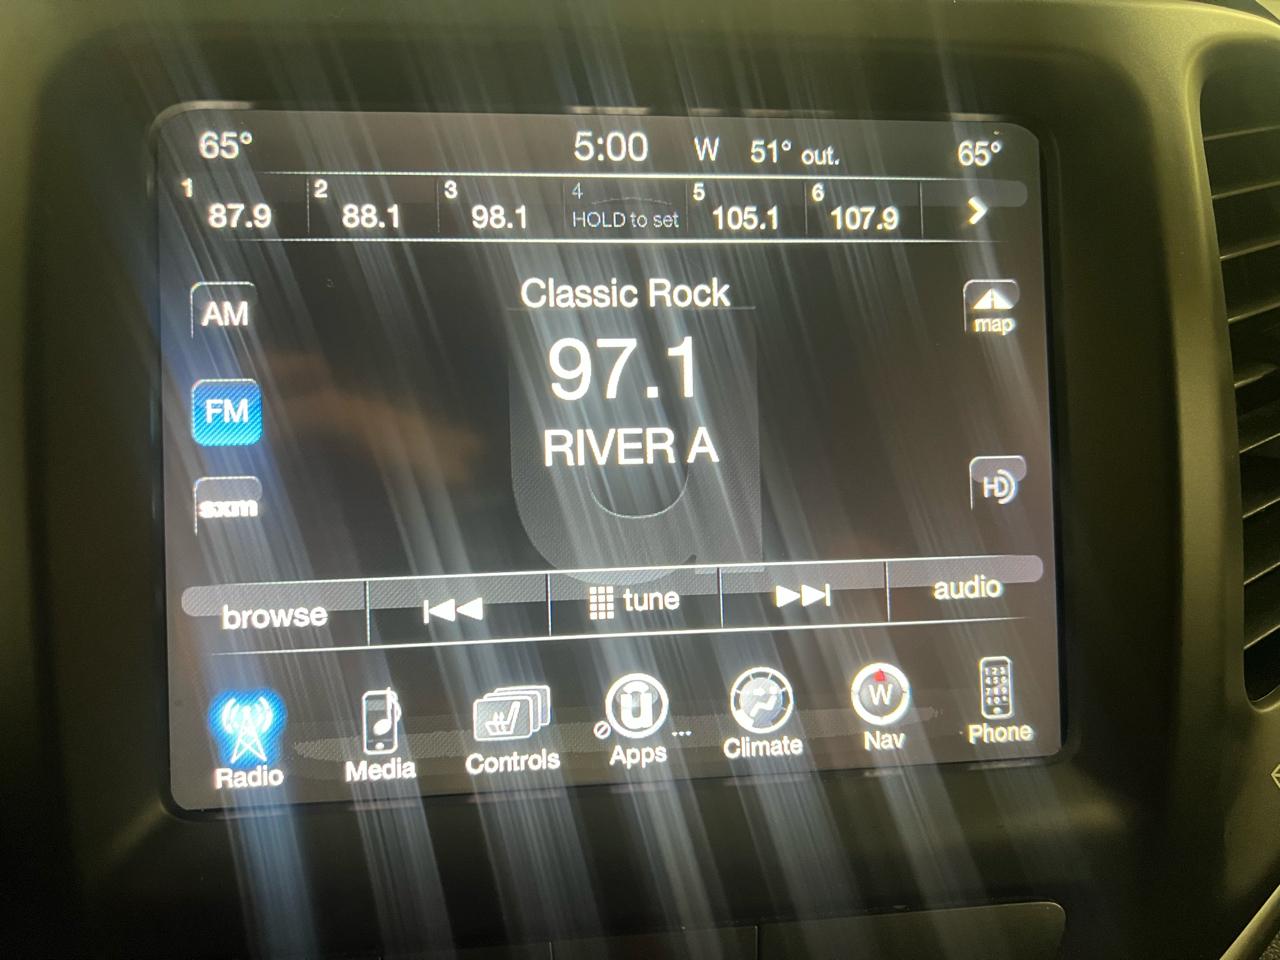 65° 5:00 W 51° out. 65°
1 2 3 4 5 6
87.9 88.1 98.1 HOLD to set 105.1 107.9
Classic Rock
AM
map
97.1
FM
RIVER A
HD
sxm
browse tune audio
W
Radio Media Controls Apps ... Climate Nav Phone